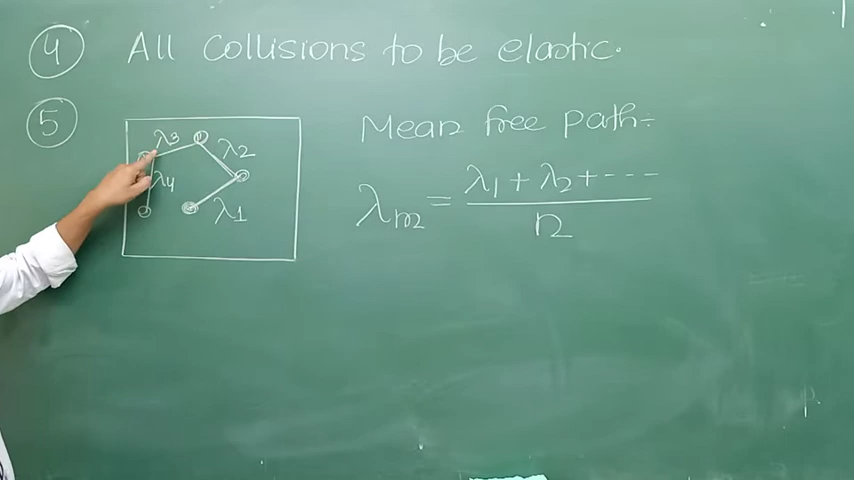 4 All collisions to be elastic.
5
λ3
λ2
λ4
λ1
Mean free path:-
λm = λ1 + λ2 + ---
n